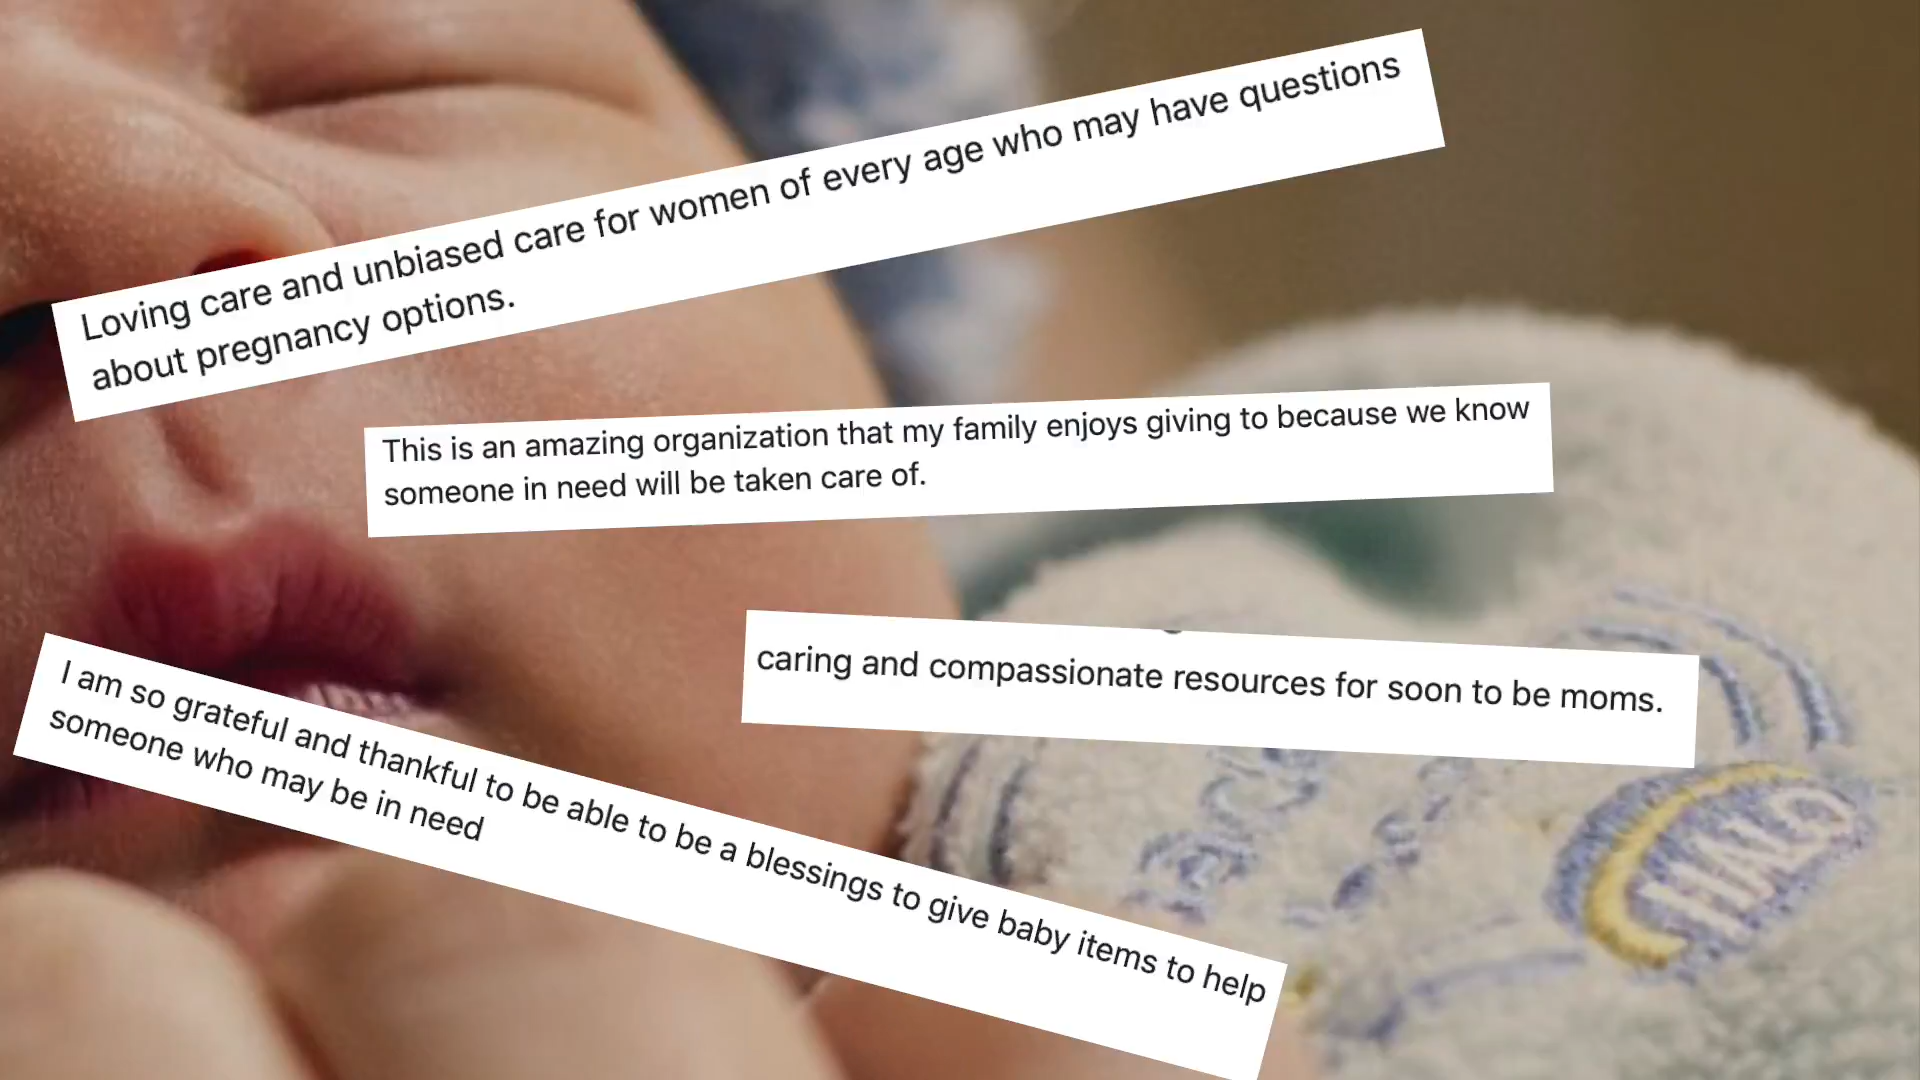 Loving care and unbiased care for women of every age who may have questions
about pregnancy options.
This is an amazing organization that my family enjoys giving to because we know
someone in need will be taken care of.
caring and compassionate resources for soon to be moms.
I am so grateful and thankful to be able to be a blessings to give baby items to help
someone who may be in need
HALO